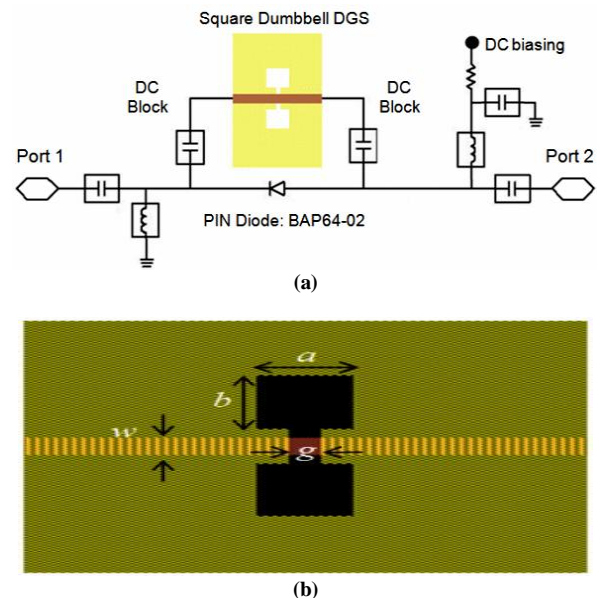 Square Dumbbell DGS
DC biasing
DC
Block
DC
Block
Port 1
Port 2
PIN Diode: BAP64-02
(a)
a
b
w
g
(b)